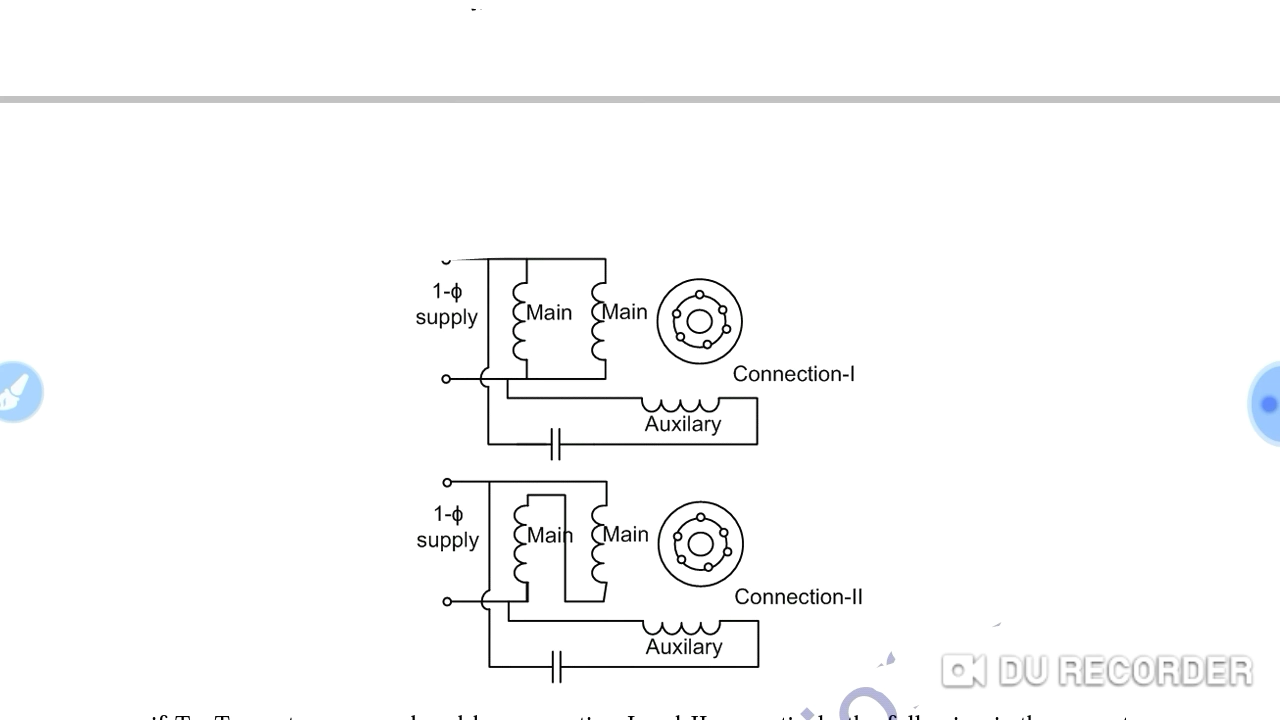 1-ϕ
supply
Main
Main
Connection-I
Auxilary
1-ϕ
supply
Main
Main
Connection-II
Auxilary
DU RECORDER